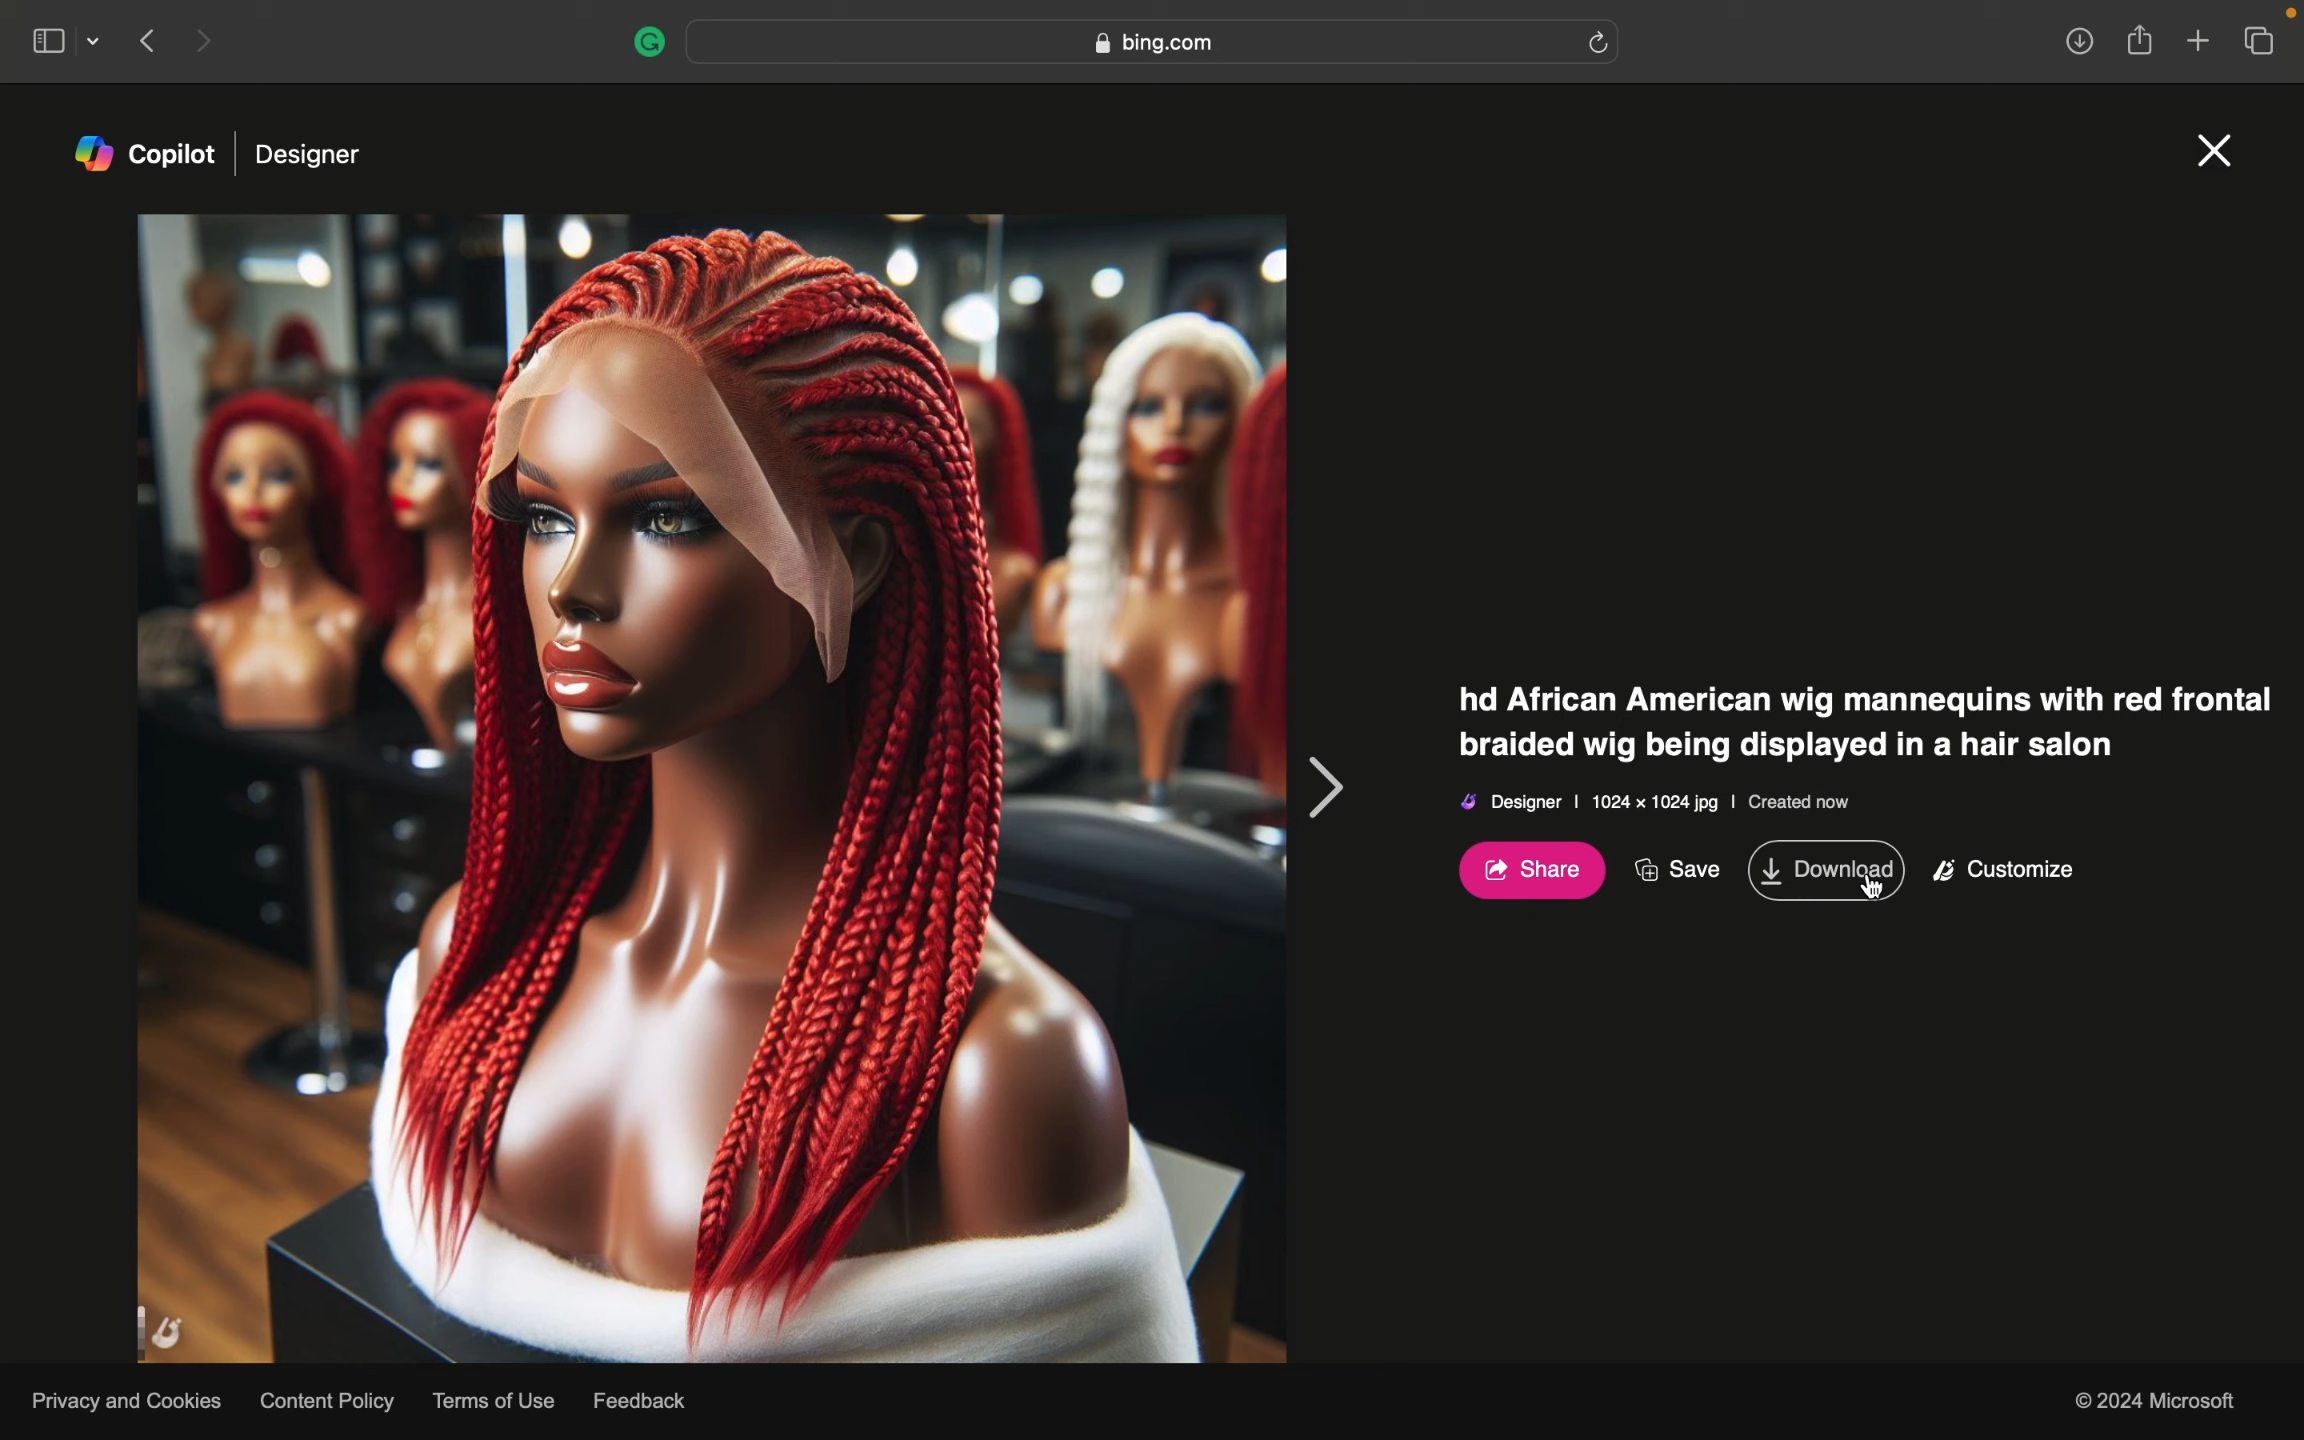 bing.com
Copilot | Designer
hd African American wig mannequins with red frontal
braided wig being displayed in a hair salon
Designer | 1024 × 1024 jpg | Created now
Share Save Download Customize
Privacy and Cookies Content Policy Terms of Use Feedback © 2024 Microsoft